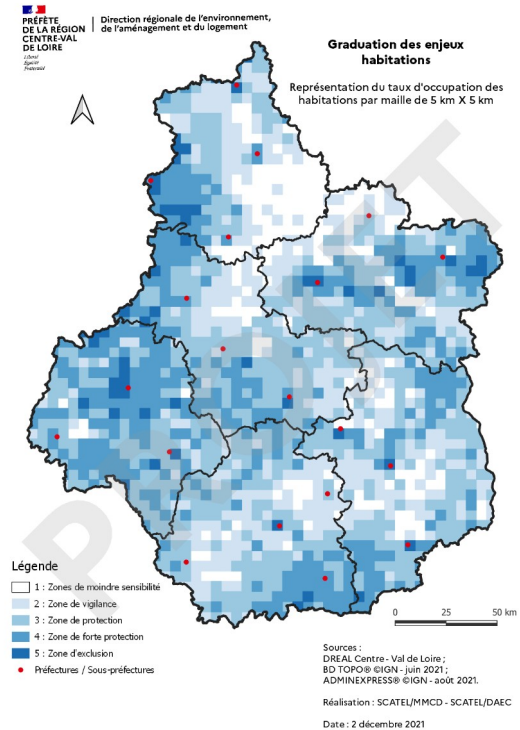 PRÉFÈTE
DE LA RÉGION
CENTRE-VAL
DE LOIRE
Liberté
Égalité
Fraternité
Direction régionale de l'environnement,
de l'aménagement et du logement
Graduation des enjeux
habitations
Représentation du taux d'occupation des
habitations par maille de 5 km X 5 km
PROJET
Légende
1 : Zones de moindre sensibilité
2 : Zone de vigilance
3 : Zone de protection
4 : Zone de forte protection
5 : Zone d'exclusion
Préfectures / Sous-préfectures
0 25 50 km
Sources :
DREAL Centre - Val de Loire ;
BD TOPO® ©IGN - juin 2021 ;
ADMINEXPRESS® ©IGN - août 2021.
Réalisation : SCATEL/MMCD - SCATEL/DAEC
Date : 2 décembre 2021